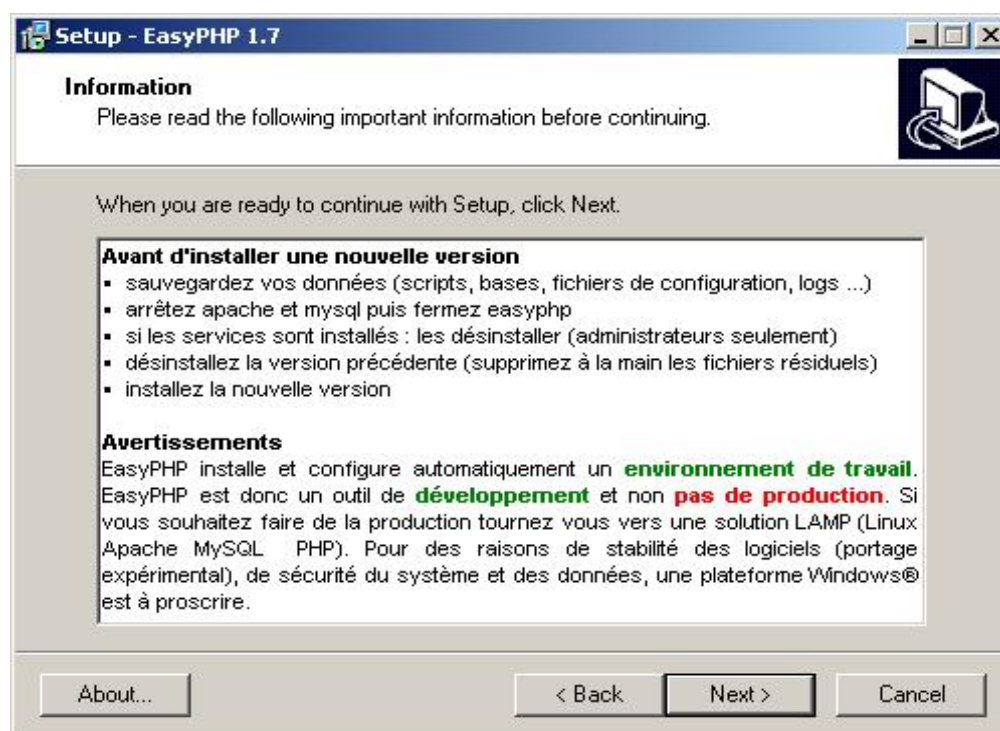 Setup - EasyPHP 1.7
Information
Please read the following important information before continuing.
When you are ready to continue with Setup, click Next.
Avant d'installer une nouvelle version
▪ sauvegardez vos données (scripts, bases, fichiers de configuration, logs ...)
▪ arrêtez apache et mysql puis fermez easyphp
▪ si les services sont installés : les désinstaller (administrateurs seulement)
▪ désinstallez la version précédente (supprimez à la main les fichiers résiduels)
▪ installez la nouvelle version
Avertissements
EasyPHP installe et configure automatiquement un environnement de travail.
EasyPHP est donc un outil de développement et non pas de production. Si
vous souhaitez faire de la production tournez vous vers une solution LAMP (Linux
Apache MySQL PHP). Pour des raisons de stabilité des logiciels (portage
expérimental), de sécurité du système et des données, une plateforme Windows®
est à proscrire.
About...
< Back
Next >
Cancel